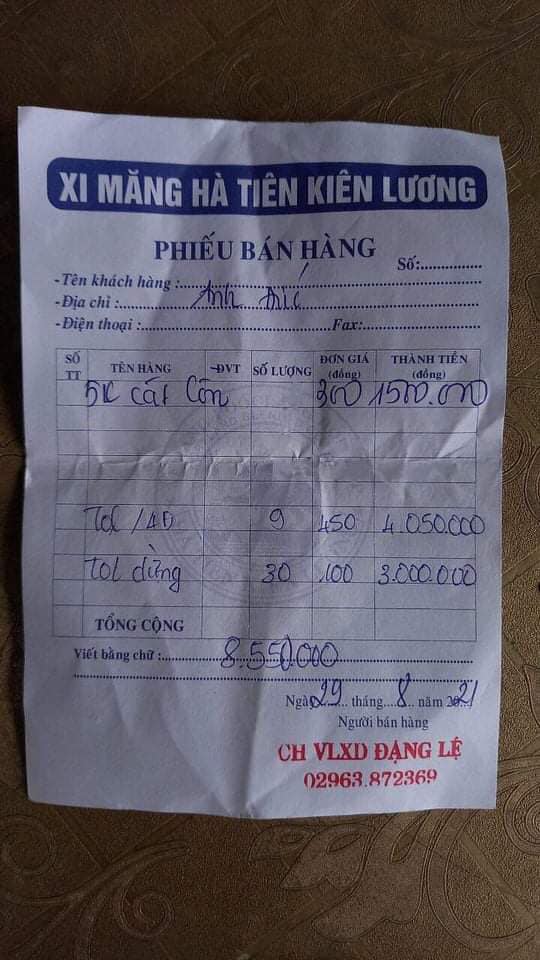 XI MĂNG HÀ TIÊN KIÊN LƯƠNG
PHIẾU BÁN HÀNG
Số:..............
-Tên khách hàng :
-Địa chỉ : Anh
-Điện thoại : Fax:
SỐ TT TÊN HÀNG ĐVT SỐ LƯỢNG ĐƠN GIÁ (đồng) THÀNH TIỀN (đồng)
5K cát Côn 300 1500.000
9 450 4.050.000
Tol dừng 30 100 3.000.000
TỔNG CỘNG
Viết bằng chữ : 8.550.000
Ngày 29 tháng 8 năm 2021
Người bán hàng
CH VLXD ĐẶNG LỆ
02963.872369